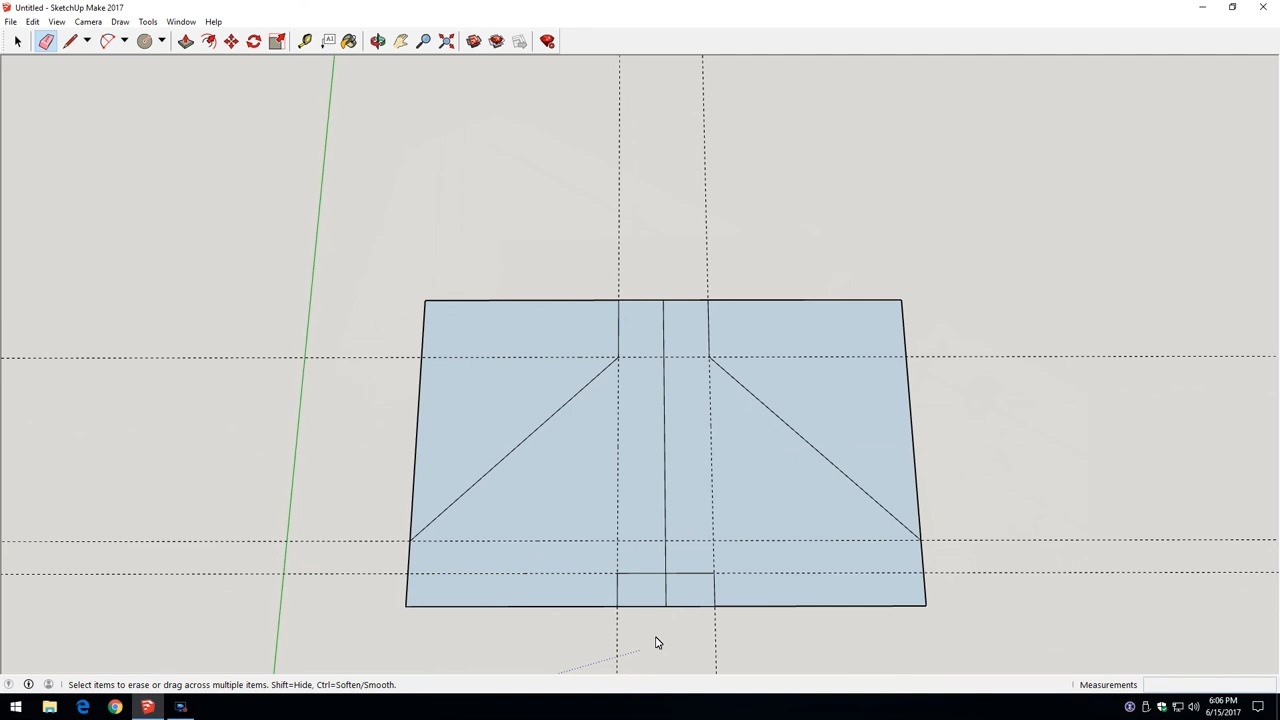 Untitled - SketchUp Make 2017
File Edit View Camera Draw Tools Window Help
A1
Select items to erase or drag across multiple items. Shift=Hide, Ctrl=Soften/Smooth.
Measurements
6:06 PM
6/15/2017